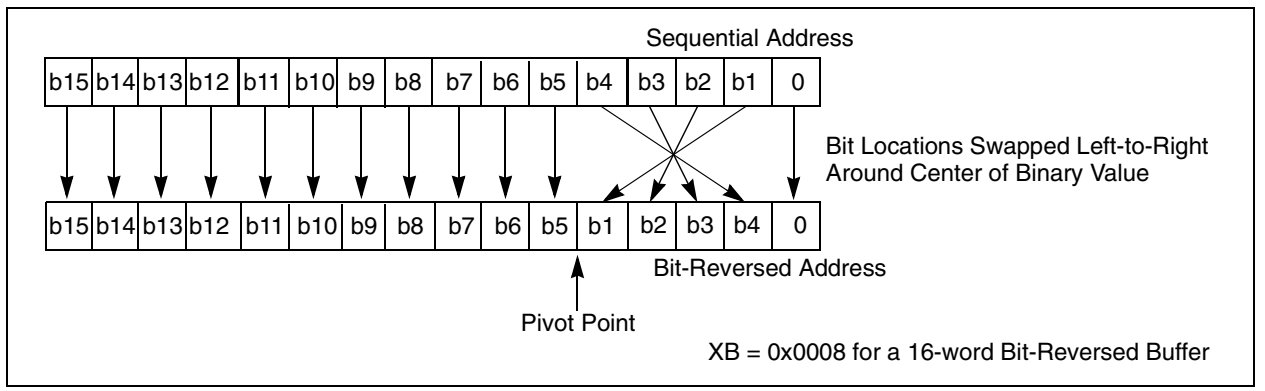 Sequential Address
b15 b14 b13 b12 b11 b10 b9 b8 b7 b6 b5 b4 b3 b2 b1 0
Bit Locations Swapped Left-to-Right
Around Center of Binary Value
b15 b14 b13 b12 b11 b10 b9 b8 b7 b6 b5 b1 b2 b3 b4 0
Bit-Reversed Address
Pivot Point
XB = 0x0008 for a 16-word Bit-Reversed Buffer